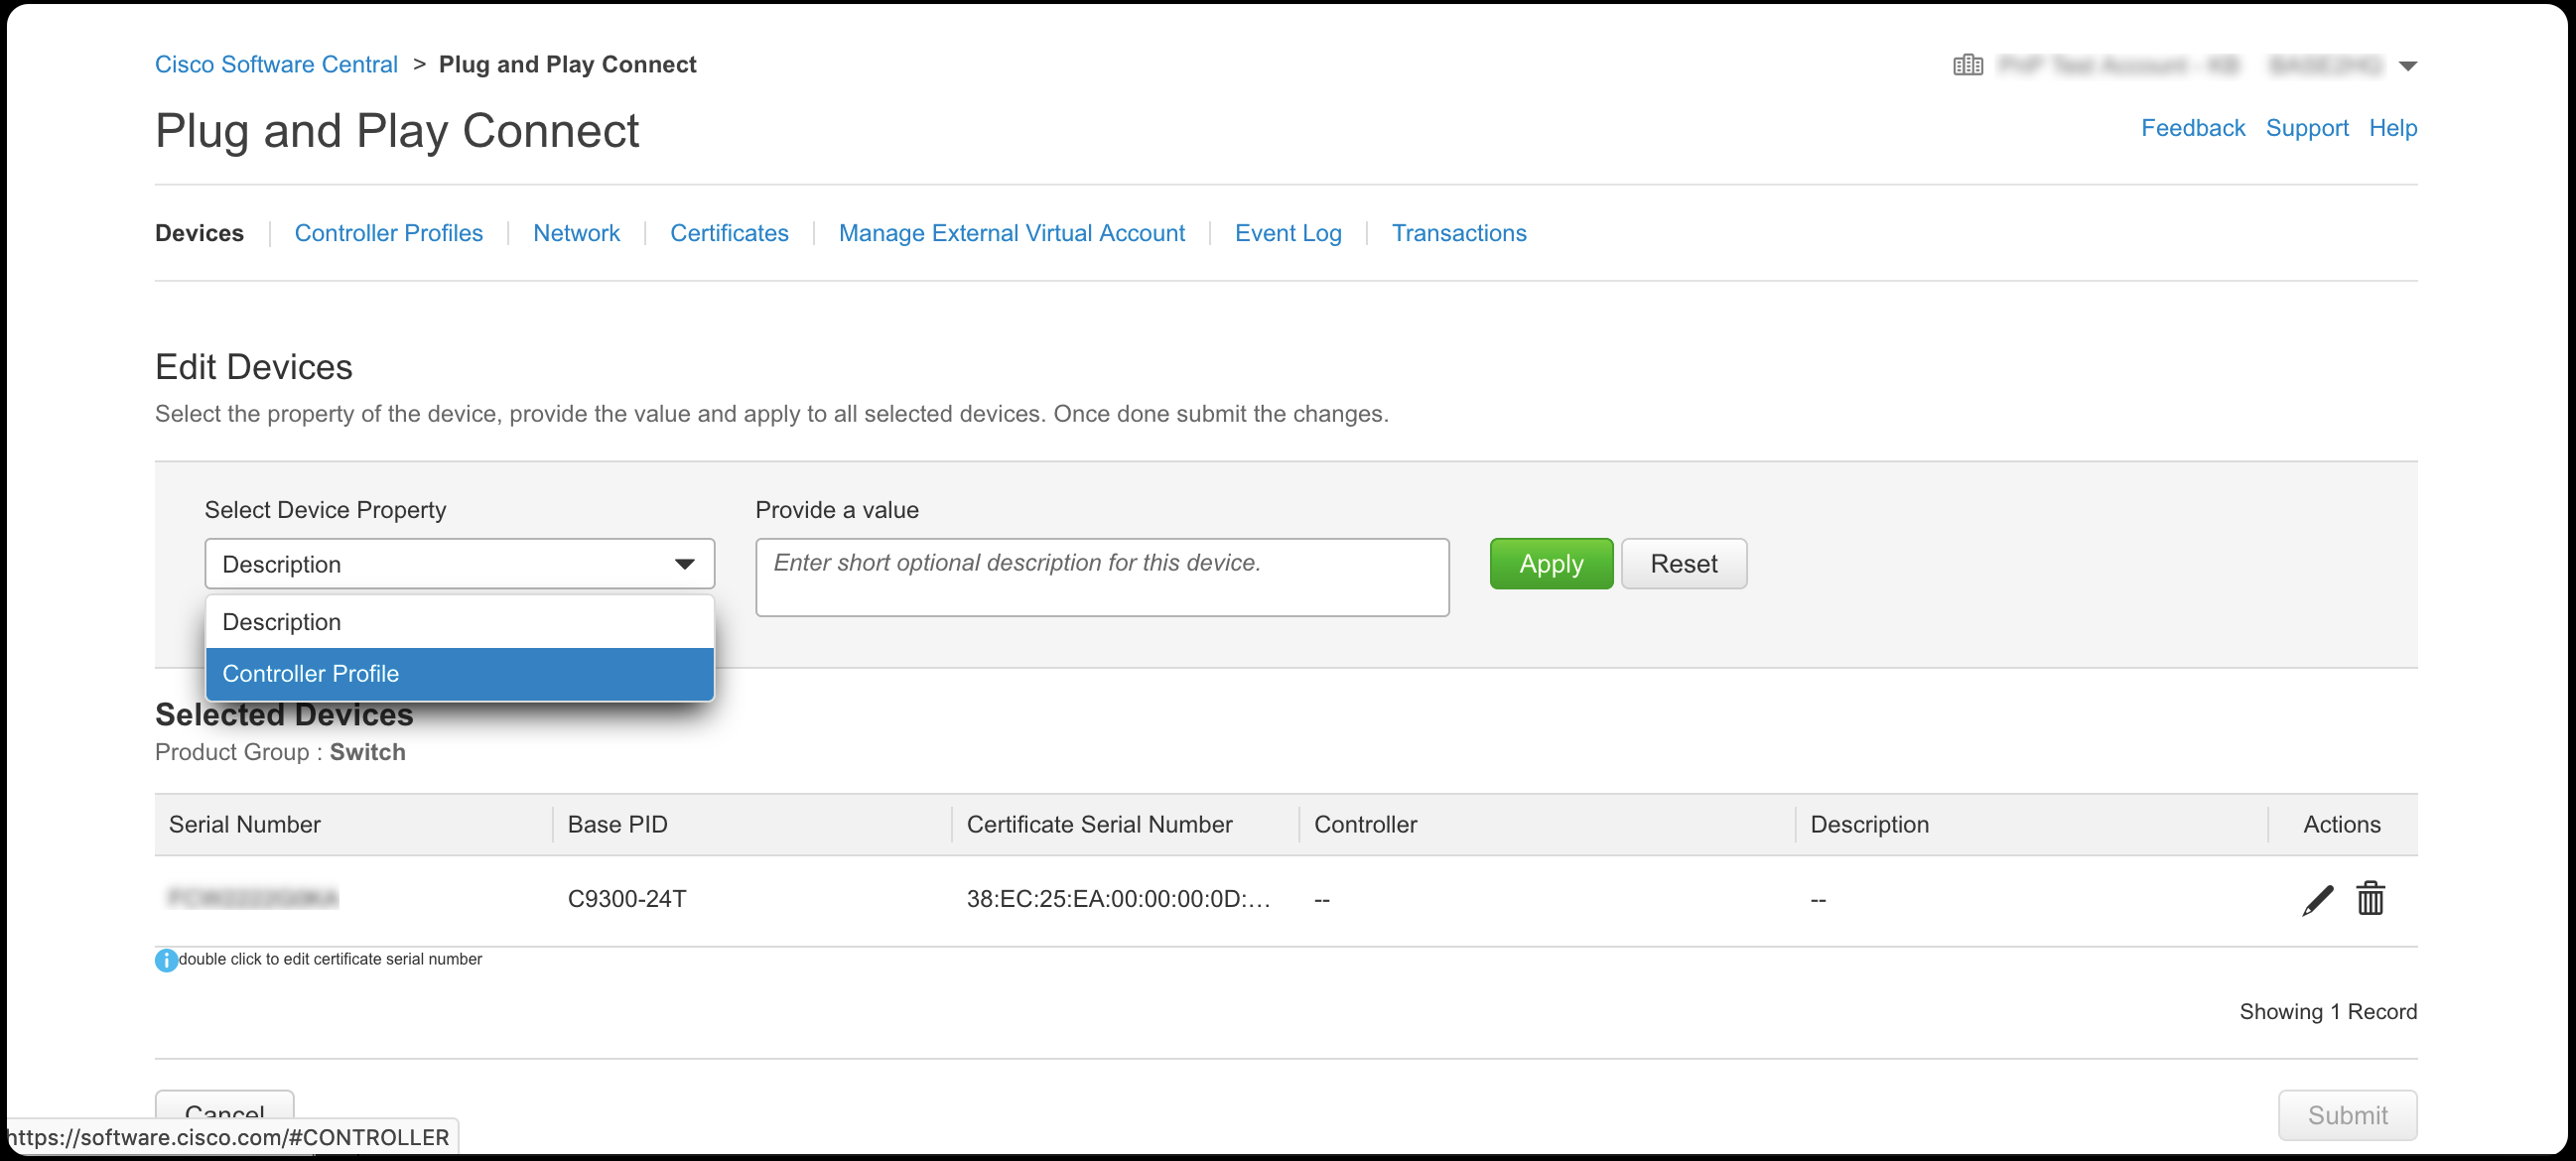 Cisco Software Central > Plug and Play Connect
Plug and Play Connect
Feedback Support Help
Devices Controller Profiles Network Certificates Manage External Virtual Account Event Log Transactions
Edit Devices
Select the property of the device, provide the value and apply to all selected devices. Once done submit the changes.
Select Device Property Provide a value
Description Enter short optional description for this device. Apply Reset
Description
Controller Profile
Selected Devices
Product Group : Switch
Serial Number Base PID Certificate Serial Number Controller Description Actions
C9300-24T 38:EC:25:EA:00:00:00:0D:... -- --
double click to edit certificate serial number
Showing 1 Record
Cancel Submit
https://software.cisco.com/#CONTROLLER